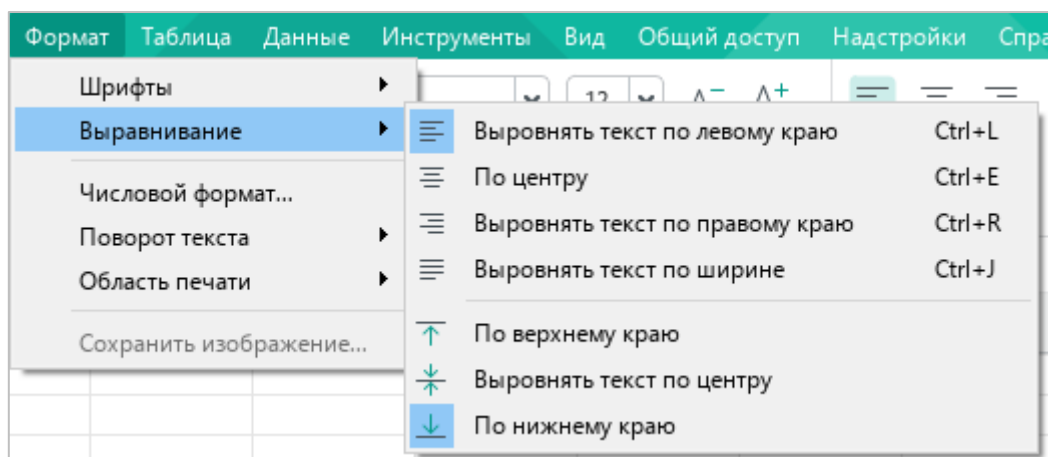 Формат Таблица Данные Инструменты Вид Общий доступ Надстройки
Шрифты
12 A− A+
Выравнивание
Выровнять текст по левому краю Ctrl+L
По центру Ctrl+E
Числовой формат...
Выровнять текст по правому краю Ctrl+R
Поворот текста
Выровнять текст по ширине Ctrl+J
Область печати
По верхнему краю
Сохранить изображение...
Выровнять текст по центру
По нижнему краю